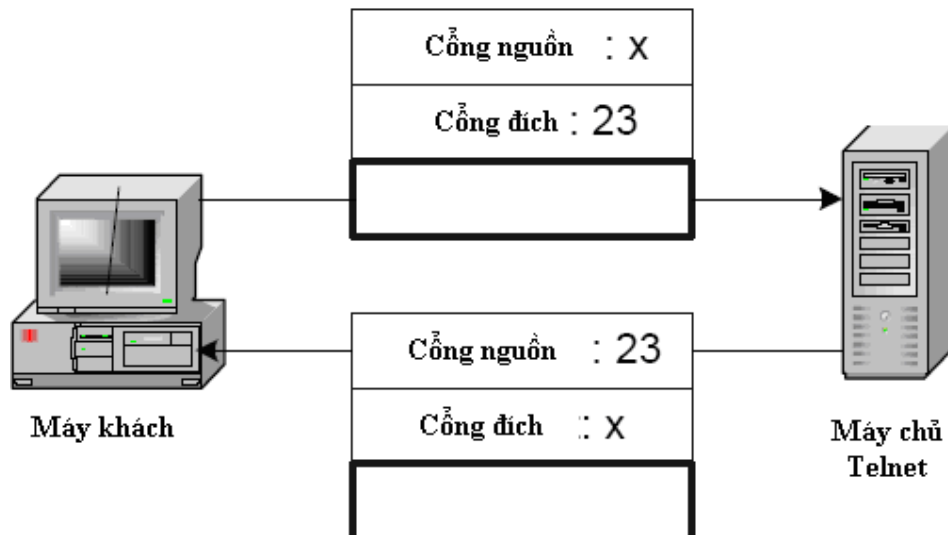 Cổng nguồn : x
Cổng đích : 23
Cổng nguồn : 23
Cổng đích : x
Máy khách
Máy chủ
Telnet